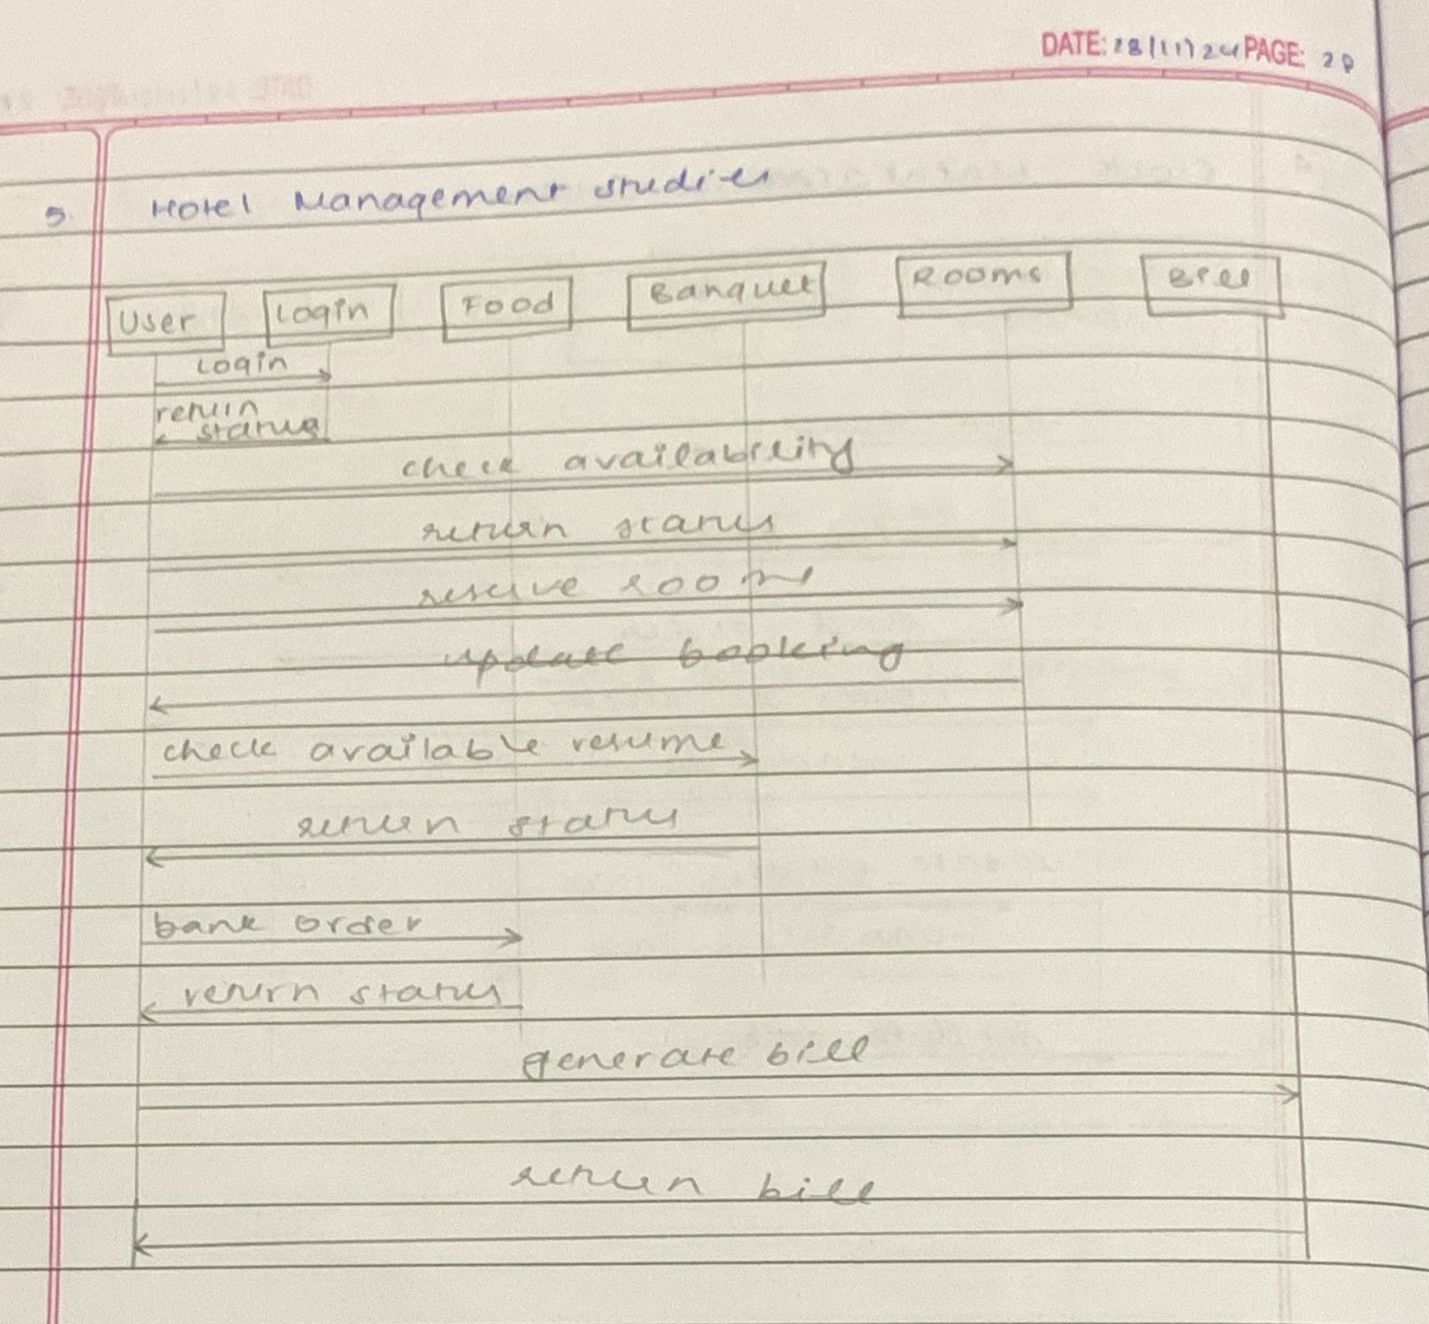 DATE: 28/11/24 PAGE: 28
5. Hotel Management Studies
User Login Food Banquet Rooms Bill
Login
return
status
check availability
return status
reserve rooms
update booking
check available resume
return status
bank order
return status
generate bill
return bill